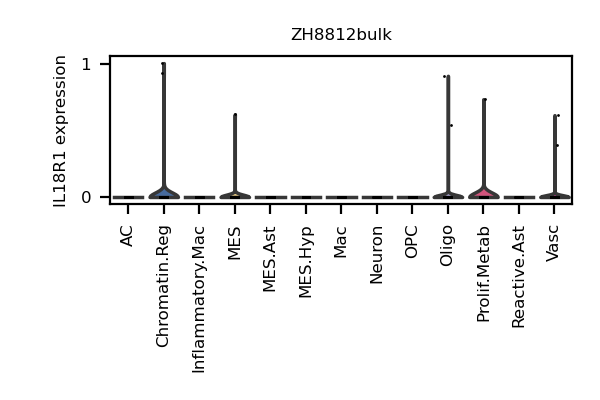 ZH8812bulk
IL18R1 expression
1
0
AC
Chromatin.Reg
Inflammatory.Mac
MES
MES.Ast
MES.Hyp
Mac
Neuron
OPC
Oligo
Prolif.Metab
Reactive.Ast
Vasc